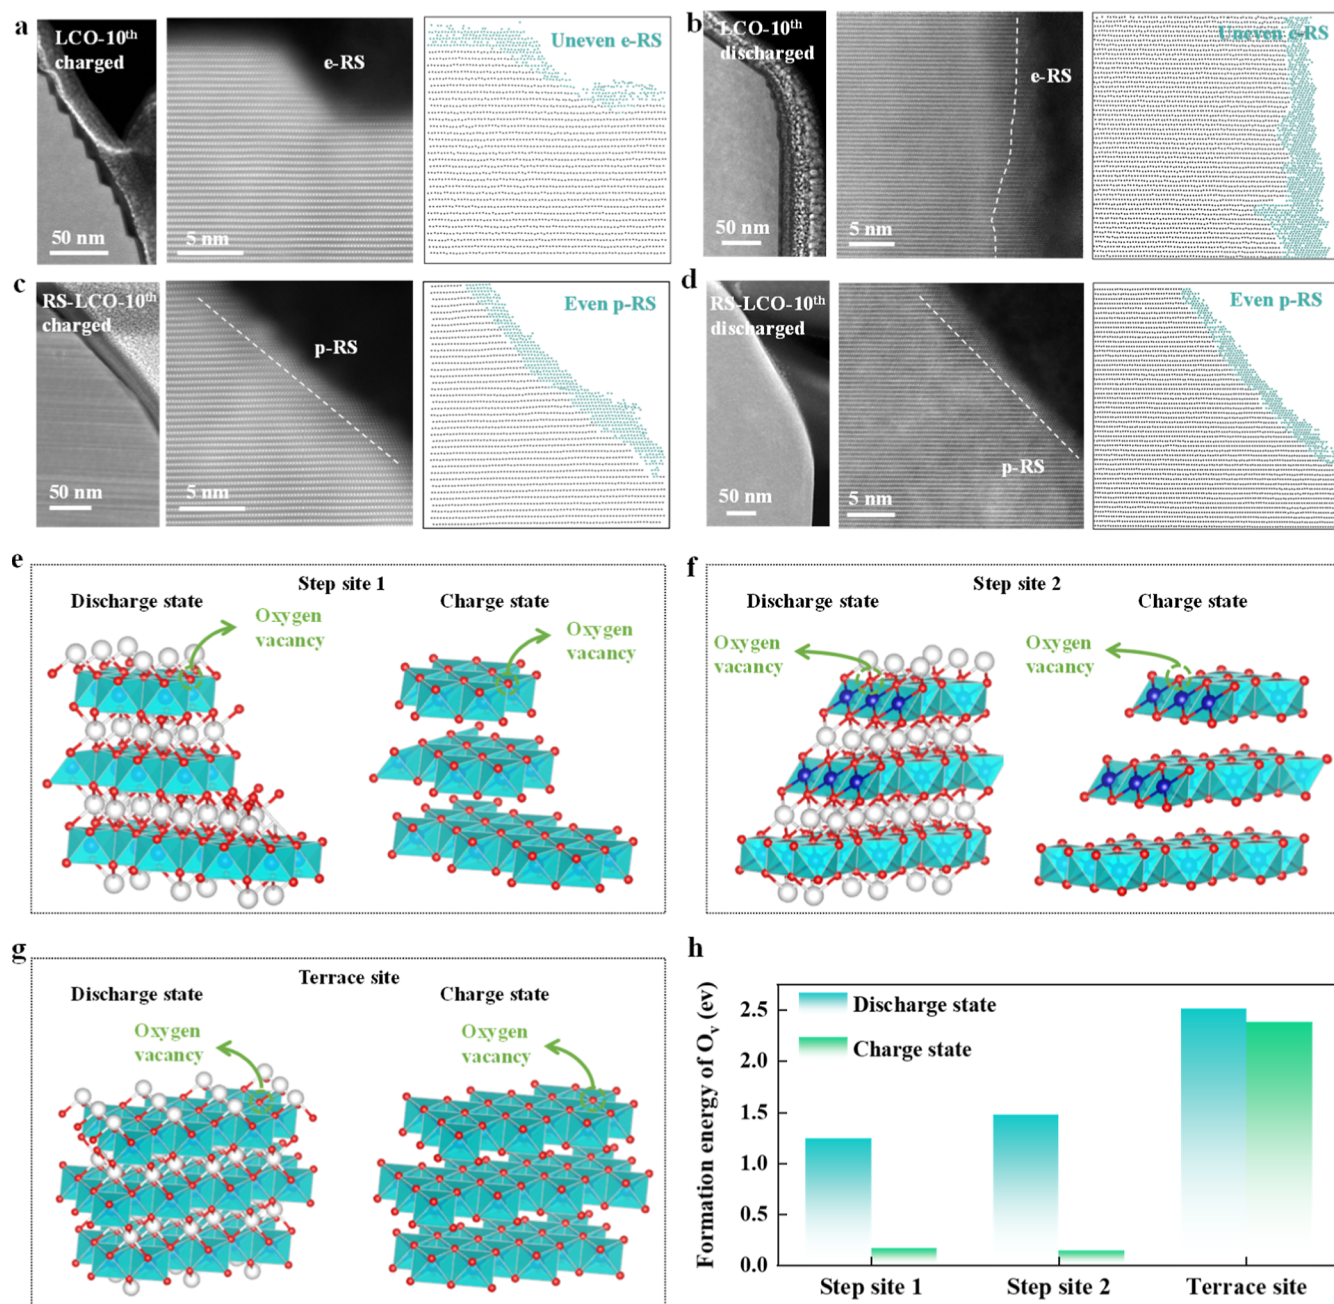 a
LCO-10th
charged
50 nm
e-RS
5 nm
Uneven e-RS
b
LCO-10th
discharged
50 nm
e-RS
5 nm
Uneven e-RS
c
RS-LCO-10th
charged
50 nm
p-RS
5 nm
Even p-RS
d
RS-LCO-10th
discharged
50 nm
p-RS
5 nm
Even p-RS
e
Step site 1
Discharge state
Charge state
Oxygen
vacancy
Oxygen
vacancy
f
Step site 2
Discharge state
Charge state
Oxygen
vacancy
Oxygen
vacancy
g
Terrace site
Discharge state
Charge state
Oxygen
vacancy
Oxygen
vacancy
h
Formation energy of Ov (ev)
Discharge state
Charge state
2.5
2.0
1.5
1.0
0.5
0.0
Step site 1
Step site 2
Terrace site